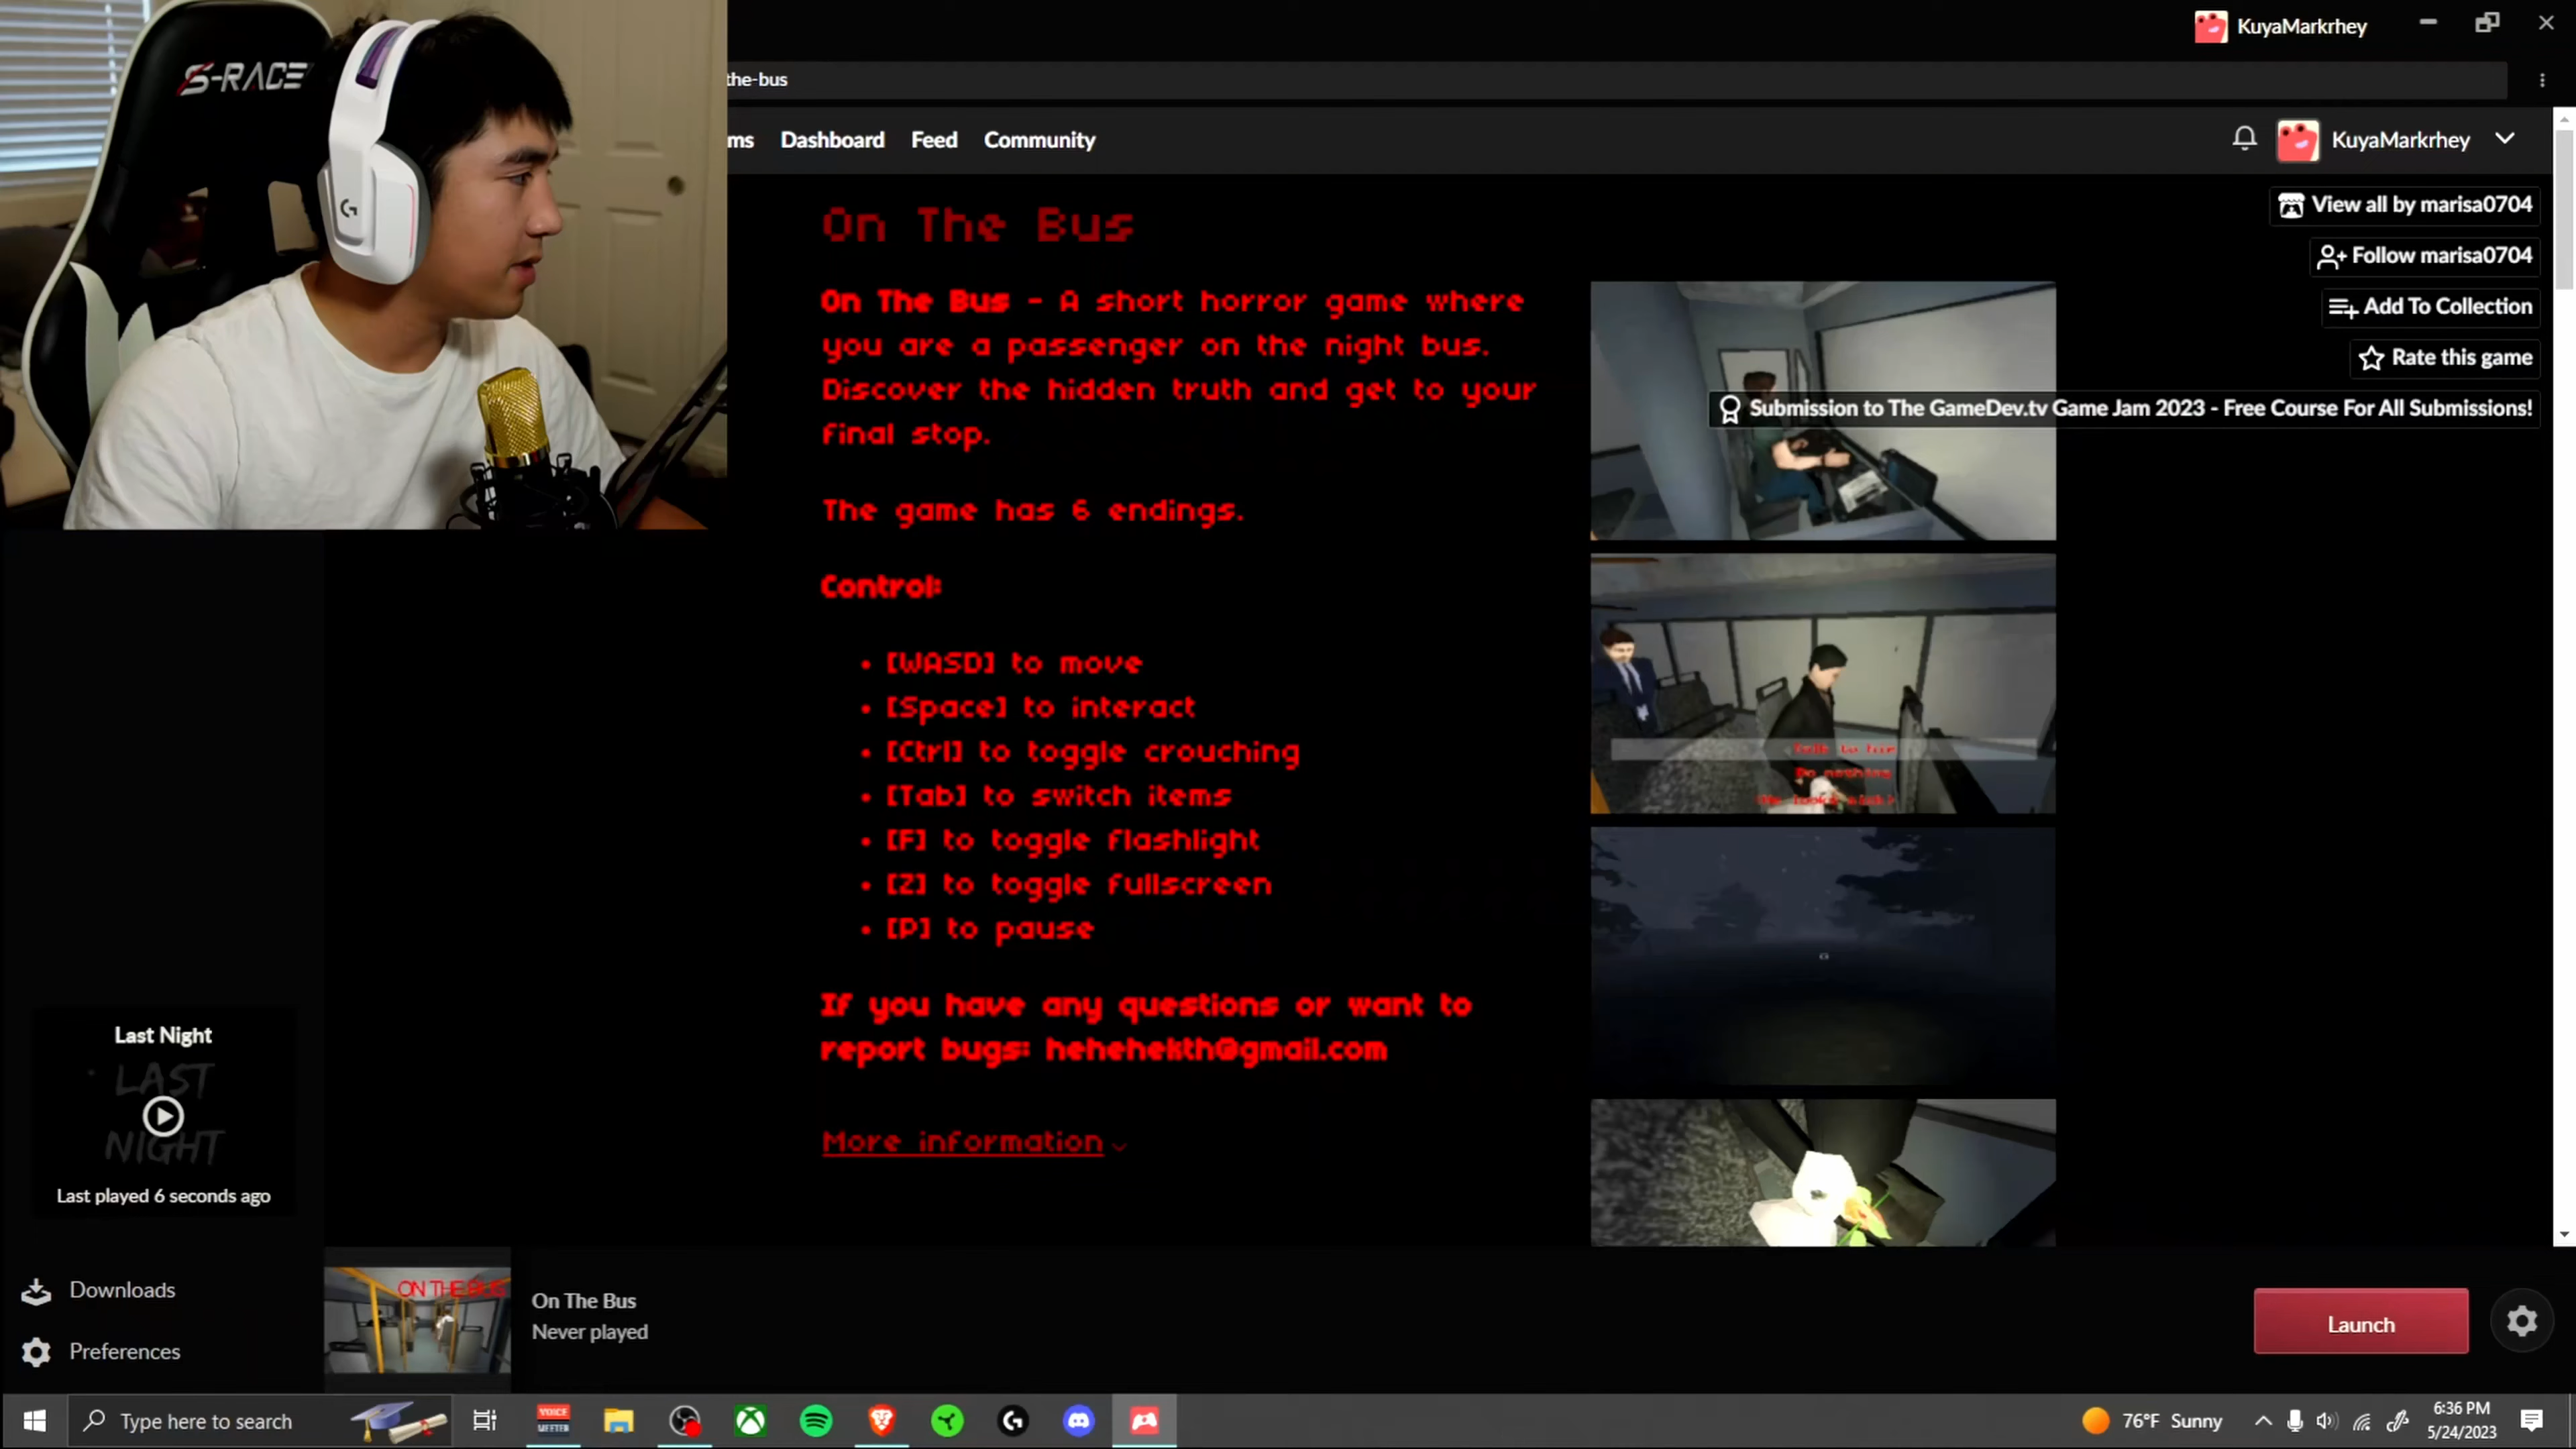 S-RACE
G
KuyaMarkrhey
the-bus
ms Dashboard Feed Community
KuyaMarkrhey
View all by marisa0704
Follow marisa0704
Add To Collection
Rate this game
Submission to The GameDev.tv Game Jam 2023 - Free Course For All Submissions!
On The Bus
On The Bus - A short horror game where
you are a passenger on the night bus.
Discover the hidden truth and get to your
final stop.
The game has 6 endings.
Control:
• [WASD] to move
• [Space] to interact
• [Ctrl] to toggle crouching
• [Tab] to switch items
• [F] to toggle flashlight
• [Z] to toggle fullscreen
• [P] to pause
If you have any questions or want to
report bugs: hehehekth@gmail.com
More information
Do nothing
Last Night
LAST
NIGHT
Last played 6 seconds ago
Downloads
Preferences
ON THE BUS
On The Bus
Never played
Launch
Type here to search
VOICE
MEETER
76°F Sunny
6:36 PM
5/24/2023